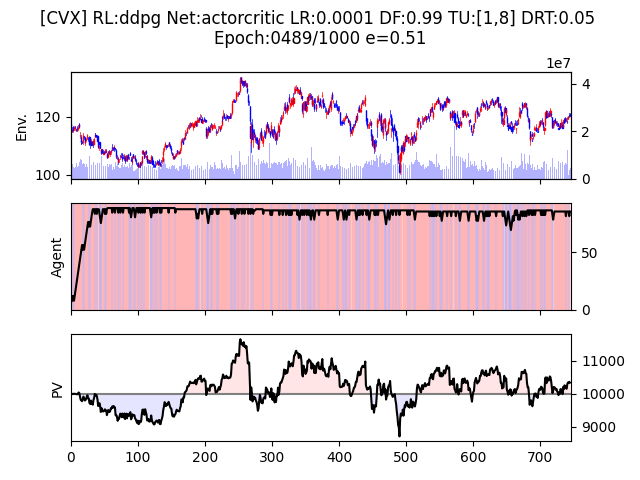 [CVX] RL:ddpg Net:actorcritic LR:0.0001 DF:0.99 TU:[1,8] DRT:0.05
Epoch:0489/1000 e=0.51
1e7
Env.
120
100
4
2
0
Agent
50
0
PV
11000
10000
9000
0 100 200 300 400 500 600 700